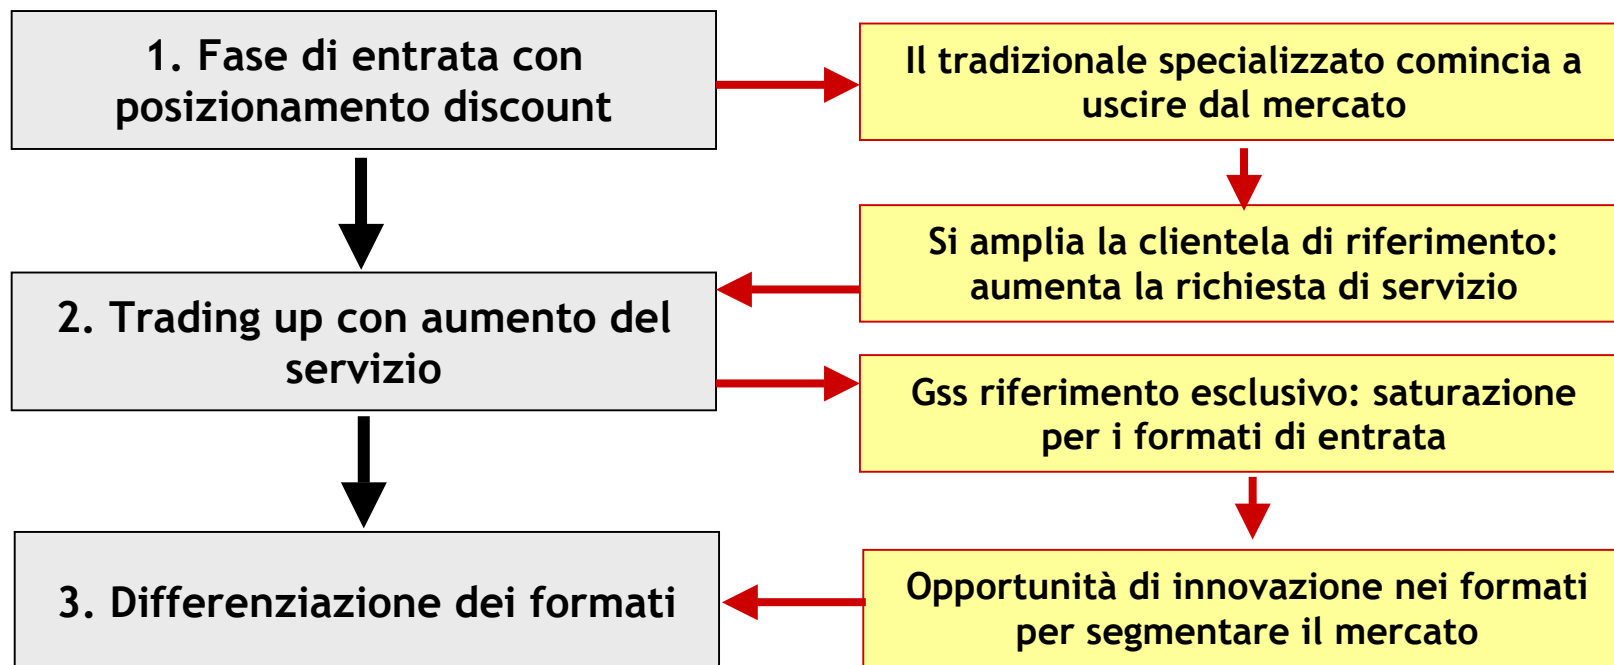 1. Fase di entrata con
posizionamento discount
Il tradizionale specializzato comincia a
uscire dal mercato
Si amplia la clientela di riferimento:
aumenta la richiesta di servizio
2. Trading up con aumento del
servizio
Gss riferimento esclusivo: saturazione
per i formati di entrata
3. Differenziazione dei formati
Opportunità di innovazione nei formati
per segmentare il mercato